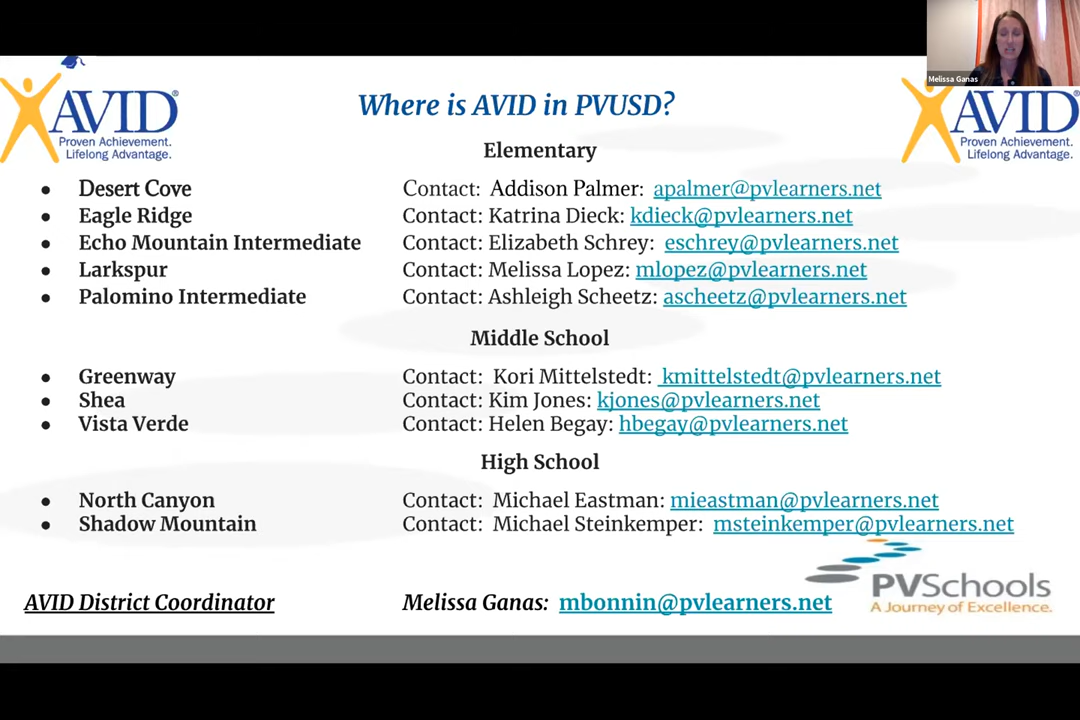 Melissa Ganas
AVID®
Proven Achievement.
Lifelong Advantage.
Where is AVID in PVUSD?
AVID®
Proven Achievement.
Lifelong Advantage.
Elementary
• Desert Cove Contact: Addison Palmer: apalmer@pvlearners.net
• Eagle Ridge Contact: Katrina Dieck: kdieck@pvlearners.net
• Echo Mountain Intermediate Contact: Elizabeth Schrey: eschrey@pvlearners.net
• Larkspur Contact: Melissa Lopez: mlopez@pvlearners.net
• Palomino Intermediate Contact: Ashleigh Scheetz: ascheetz@pvlearners.net
Middle School
• Greenway Contact: Kori Mittelstedt: kmittelstedt@pvlearners.net
• Shea Contact: Kim Jones: kjones@pvlearners.net
• Vista Verde Contact: Helen Begay: hbegay@pvlearners.net
High School
• North Canyon Contact: Michael Eastman: mieastman@pvlearners.net
• Shadow Mountain Contact: Michael Steinkemper: msteinkemper@pvlearners.net
AVID District Coordinator Melissa Ganas: mbonnin@pvlearners.net
PVSchools
A Journey of Excellence.